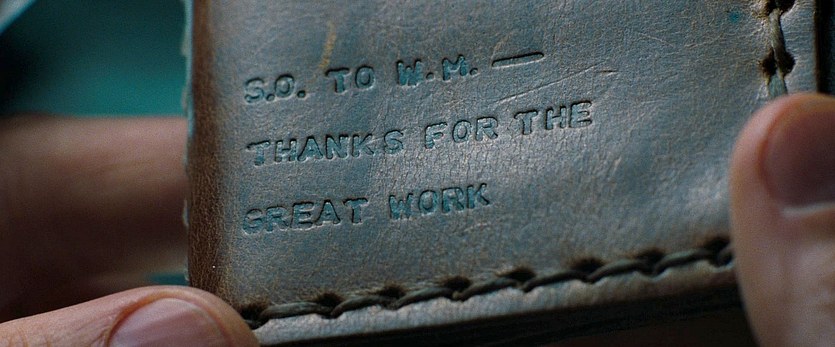 S.O. TO W.M. —
THANKS FOR THE
GREAT WORK